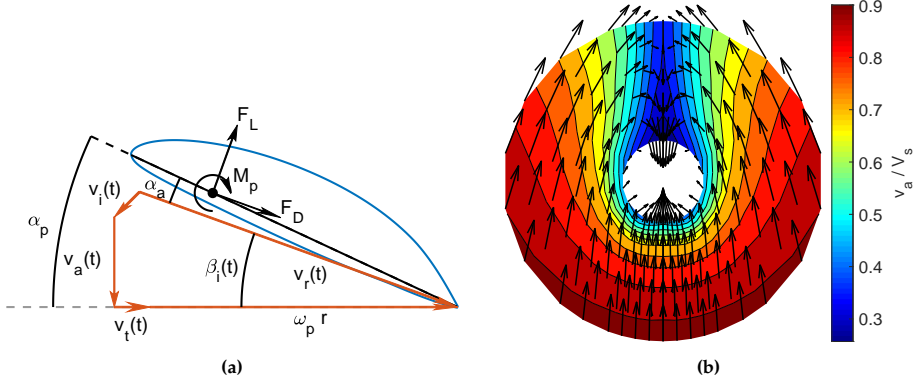 F_L
M_p
α_a
F_D
v_i(t)
α_p
v_a(t)
β_i(t)
v_r(t)
v_t(t)
ω_p r
(a)
0.9
0.8
0.7
0.6
0.5
0.4
0.3
v_a / V_s
(b)